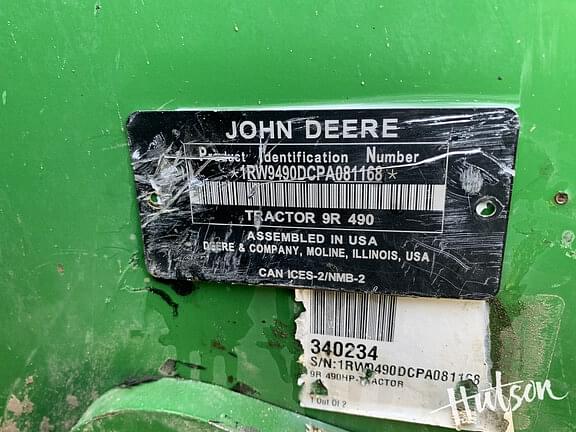 JOHN DEERE
Product Identification Number
*1RW9490DCPA081168*
TRACTOR 9R 490
ASSEMBLED IN USA
DEERE & COMPANY, MOLINE, ILLINOIS, USA
CAN ICES-2/NMB-2
340234
S/N:1RW9490DCPA081168
9R 490HP TRACTOR
1 Out Of 2
Hutson